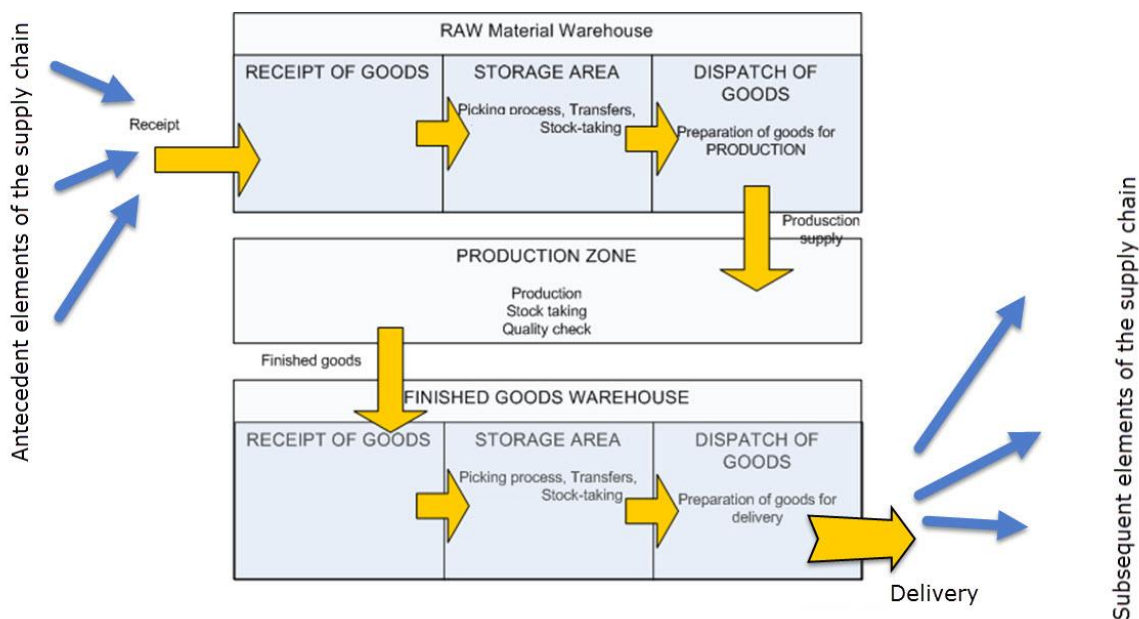 Antecedent elements of the supply chain
RAW Material Warehouse
RECEIPT OF GOODS
STORAGE AREA
Picking process, Transfers,
Stock-taking
DISPATCH OF
GOODS
Preparation of goods for
PRODUCTION
Receipt
Produsction
supply
PRODUCTION ZONE
Production
Stock taking
Quality check
Finished goods
FINISHED GOODS WAREHOUSE
RECEIPT OF GOODS
STORAGE AREA
Picking process, Transfers,
Stock-taking
DISPATCH OF
GOODS
Preparation of goods for
delivery
Delivery
Subsequent elements of the supply chain